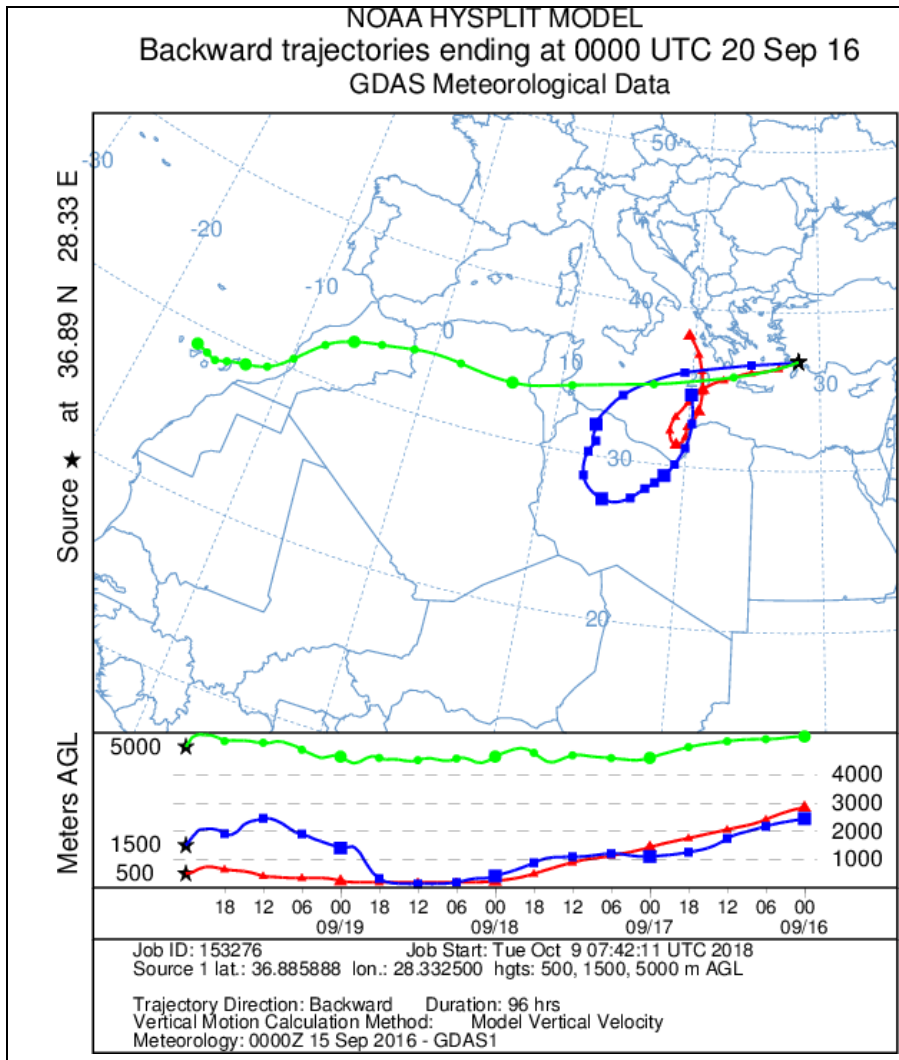 NOAA HYSPLIT MODEL
Backward trajectories ending at 0000 UTC 20 Sep 16
GDAS Meteorological Data
Source ★ at 36.89 N 28.33 E
-30
-20
-10
0
10
20
30
50
40
30
20
Meters AGL
5000
1500
500
4000
3000
2000
1000
18 12 06 00 18 12 06 00 18 12 06 00 18 12 06 00
09/19 09/18 09/17 09/16
Job ID: 153276 Job Start: Tue Oct 9 07:42:11 UTC 2018
Source 1 lat.: 36.885888 lon.: 28.332500 hgts: 500, 1500, 5000 m AGL
Trajectory Direction: Backward Duration: 96 hrs
Vertical Motion Calculation Method: Model Vertical Velocity
Meteorology: 0000Z 15 Sep 2016 - GDAS1